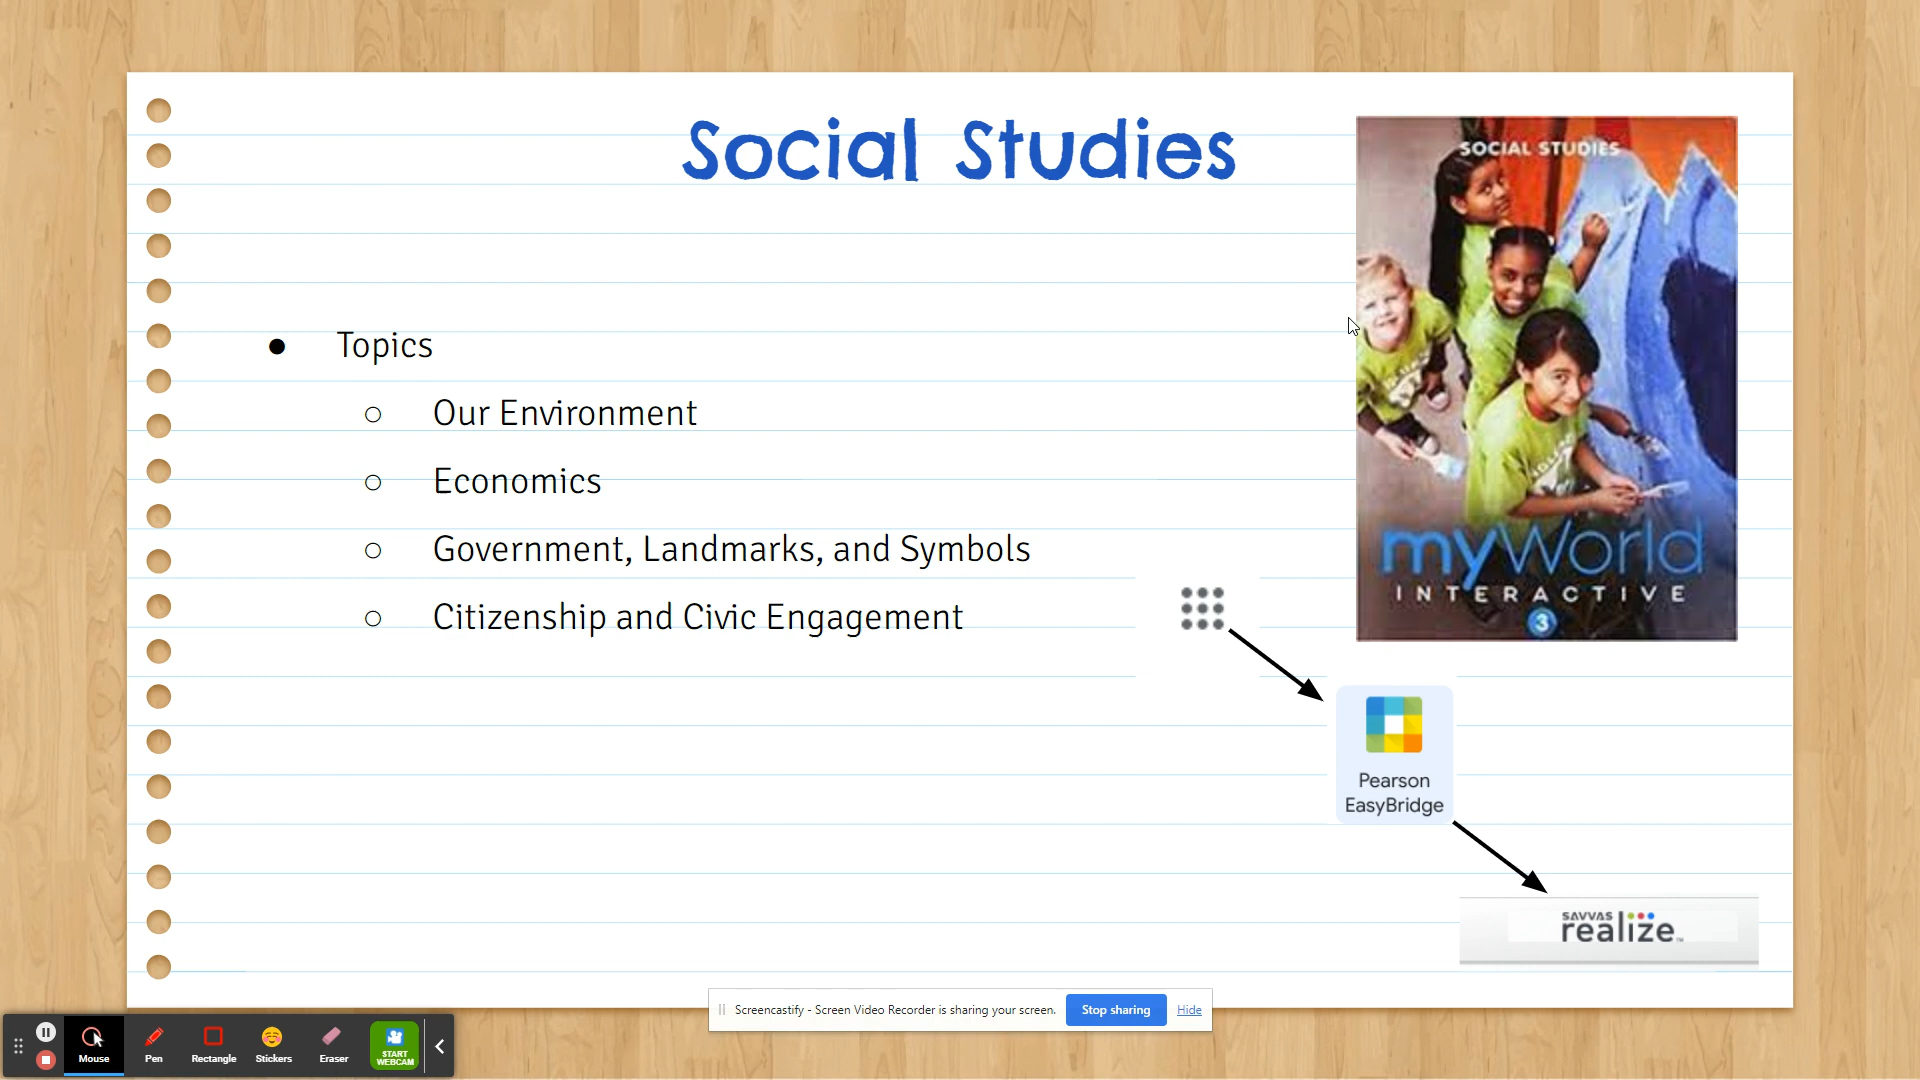 Social Studies
SOCIAL STUDIES
Topics
Our Environment
Economics
Government, Landmarks, and Symbols
Citizenship and Civic Engagement
myWorld
INTERACTIVE
3
Pearson
EasyBridge
SAVVAS
realize
Screencastify - Screen Video Recorder is sharing your screen.
Stop sharing
Hide
Mouse
Pen
Rectangle
Stickers
Eraser
START
WEBCAM